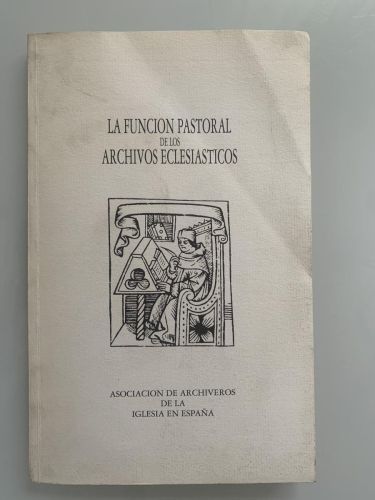 LA FUNCION PASTORAL
DE LOS
ARCHIVOS ECLESIASTICOS
ASOCIACION DE ARCHIVEROS
DE LA
IGLESIA EN ESPAÑA